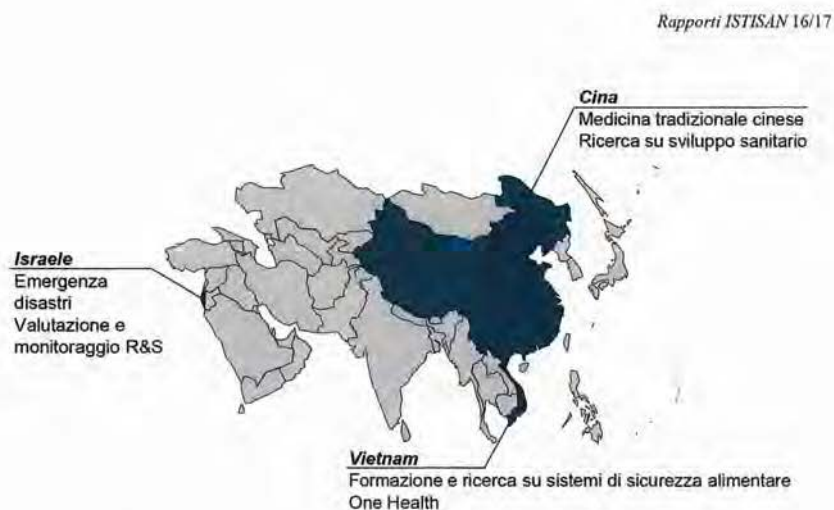 Rapporti ISTISAN 16/17
Cina
Medicina tradizionale cinese
Ricerca su sviluppo sanitario
Israele
Emergenza
disastri
Valutazione e
monitoraggio R&S
Vietnam
Formazione e ricerca su sistemi di sicurezza alimentare
One Health